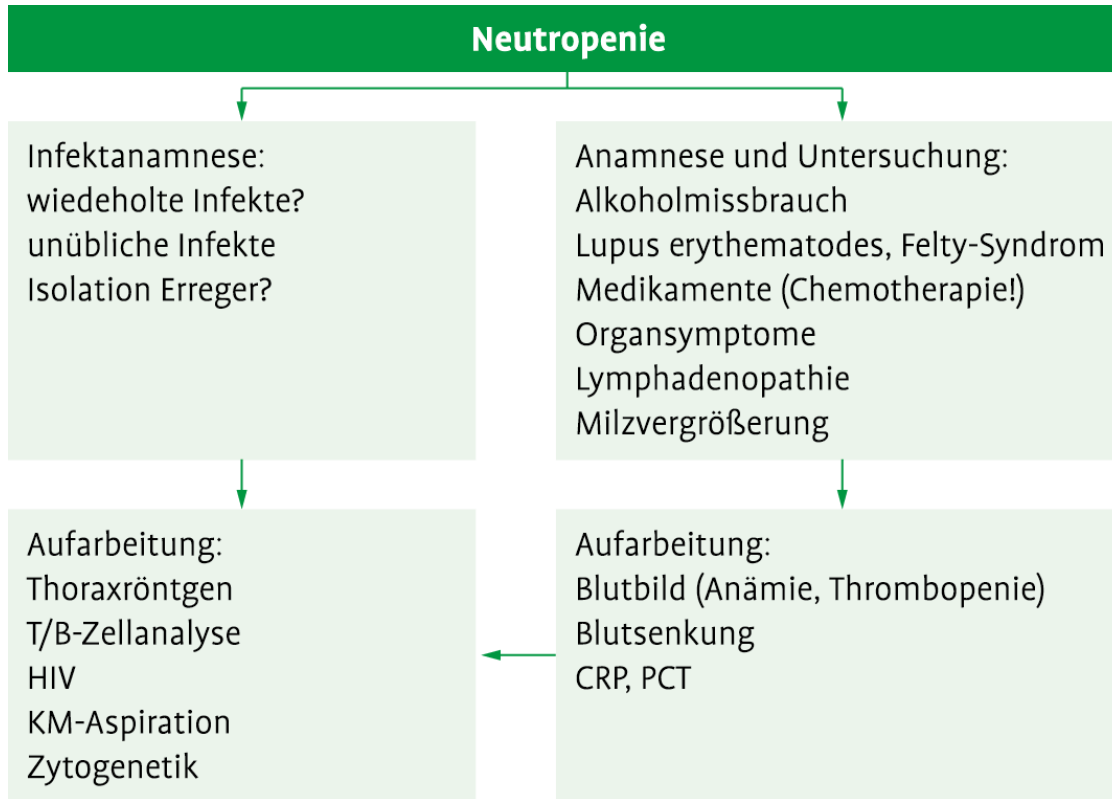 Neutropenie
Infektanamnese:
wiedeholte Infekte?
unübliche Infekte
Isolation Erreger?
Anamnese und Untersuchung:
Alkoholmissbrauch
Lupus erythematodes, Felty-Syndrom
Medikamente (Chemotherapie!)
Organsymptome
Lymphadenopathie
Milzvergrößerung
Aufarbeitung:
Thoraxröntgen
T/B-Zellanalyse
HIV
KM-Aspiration
Zytogenetik
Aufarbeitung:
Blutbild (Anämie, Thrombopenie)
Blutsenkung
CRP, PCT